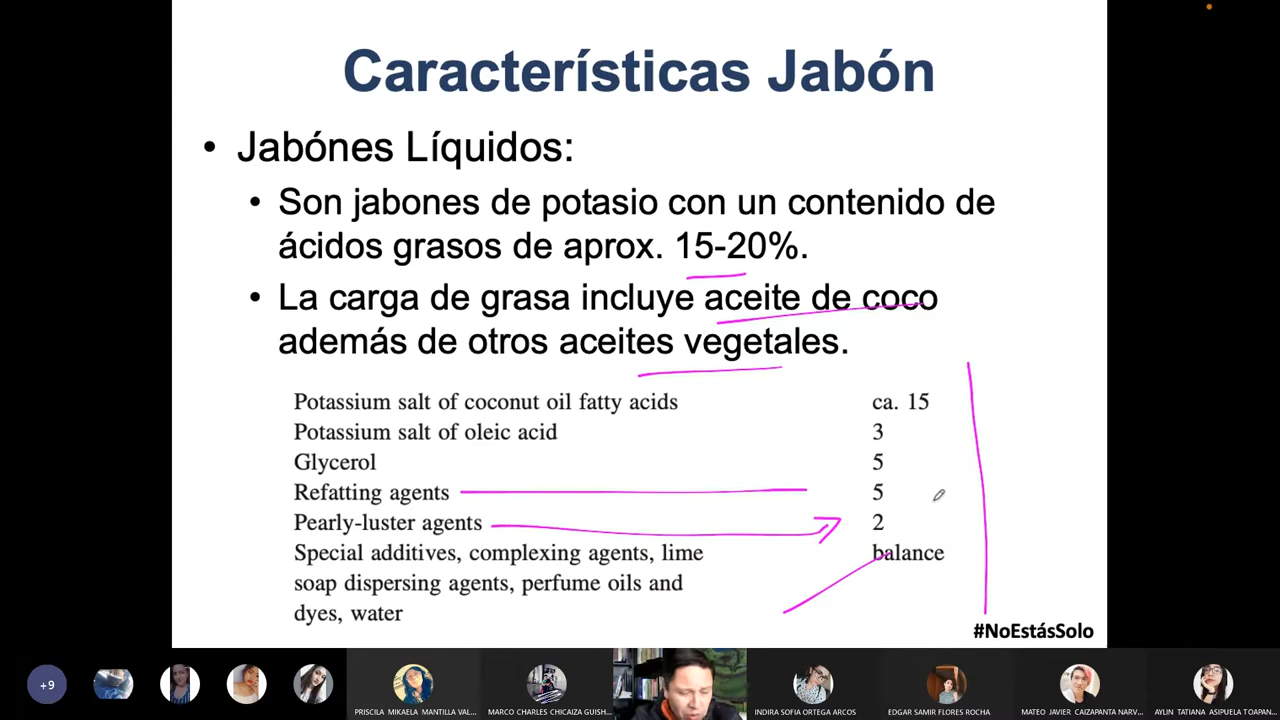 Características Jabón
• Jabónes Líquidos:
• Son jabones de potasio con un contenido de
ácidos grasos de aprox. 15-20%.
• La carga de grasa incluye aceite de coco
además de otros aceites vegetales.
Potassium salt of coconut oil fatty acids ca. 15
Potassium salt of oleic acid 3
Glycerol 5
Refatting agents 5
Pearly-luster agents 2
Special additives, complexing agents, lime balance
soap dispersing agents, perfume oils and
dyes, water
#NoEstásSolo
+9
PRISCILA MIKAELA MANTILLA VAL...
MARCO CHARLES CHICAIZA GUISH...
INDIRA SOFIA ORTEGA ARCOS
EDGAR SAMIR FLORES ROCHA
MATEO JAVIER CAIZAPANTA NARV...
AYLIN TATIANA ASIPUELA TOAPAN...